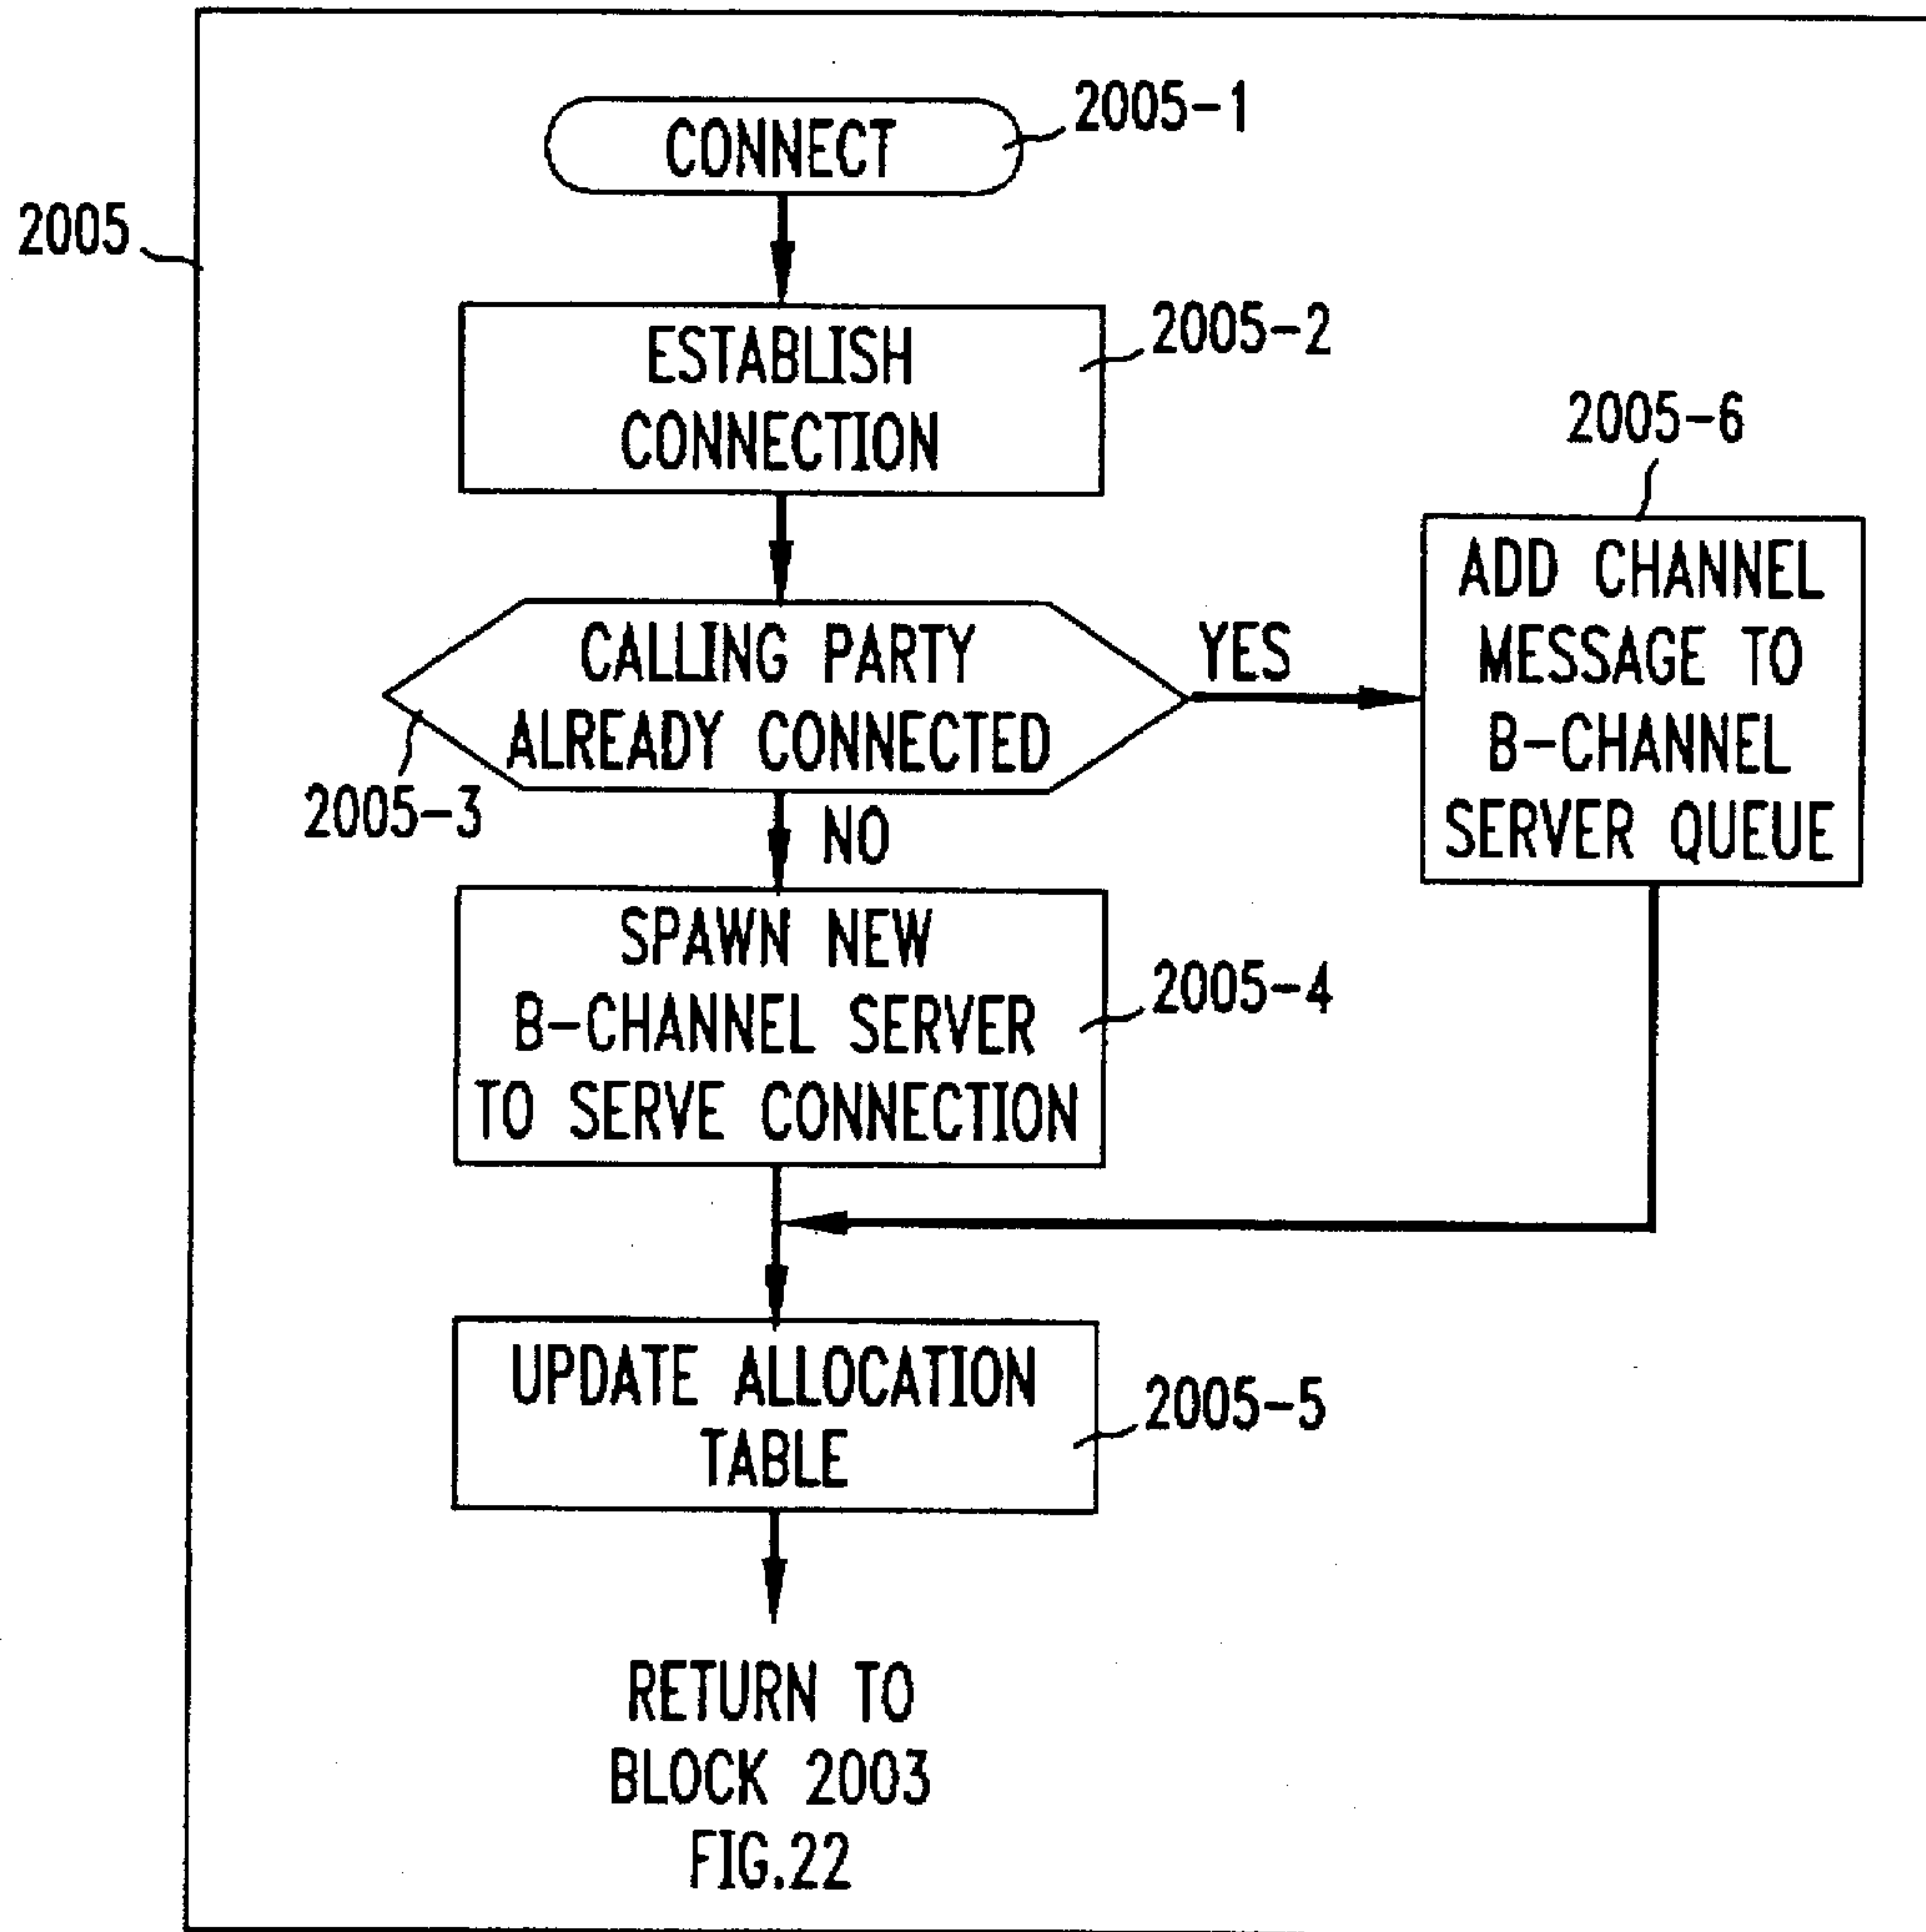 CONNECT
2005-1
2005
ESTABLISH
CONNECTION
2005-2
CALLING PARTY
ALREADY CONNECTED
2005-3
YES
2005-6
ADD CHANNEL
MESSAGE TO
B-CHANNEL
SERVER QUEUE
NO
SPAWN NEW
B-CHANNEL SERVER
TO SERVE CONNECTION
2005-4
UPDATE ALLOCATION
TABLE
2005-5
RETURN TO
BLOCK 2003
FIG.22